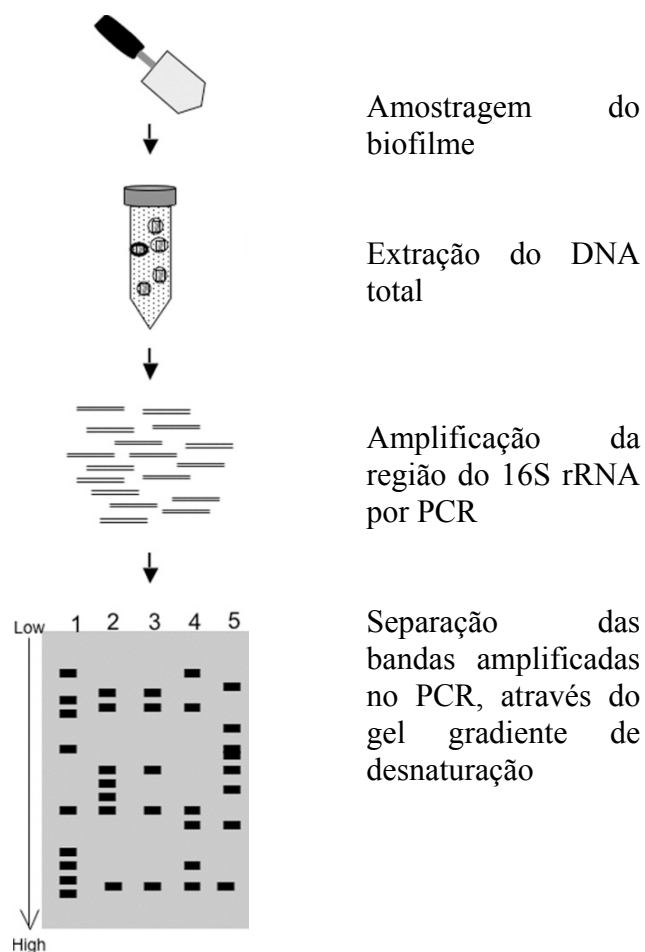 Amostragem do
biofilme
Extração do DNA
total
Amplificação da
região do 16S rRNA
por PCR
Low 1 2 3 4 5
High
Separação das
bandas amplificadas
no PCR, através do
gel gradiente de
desnaturação